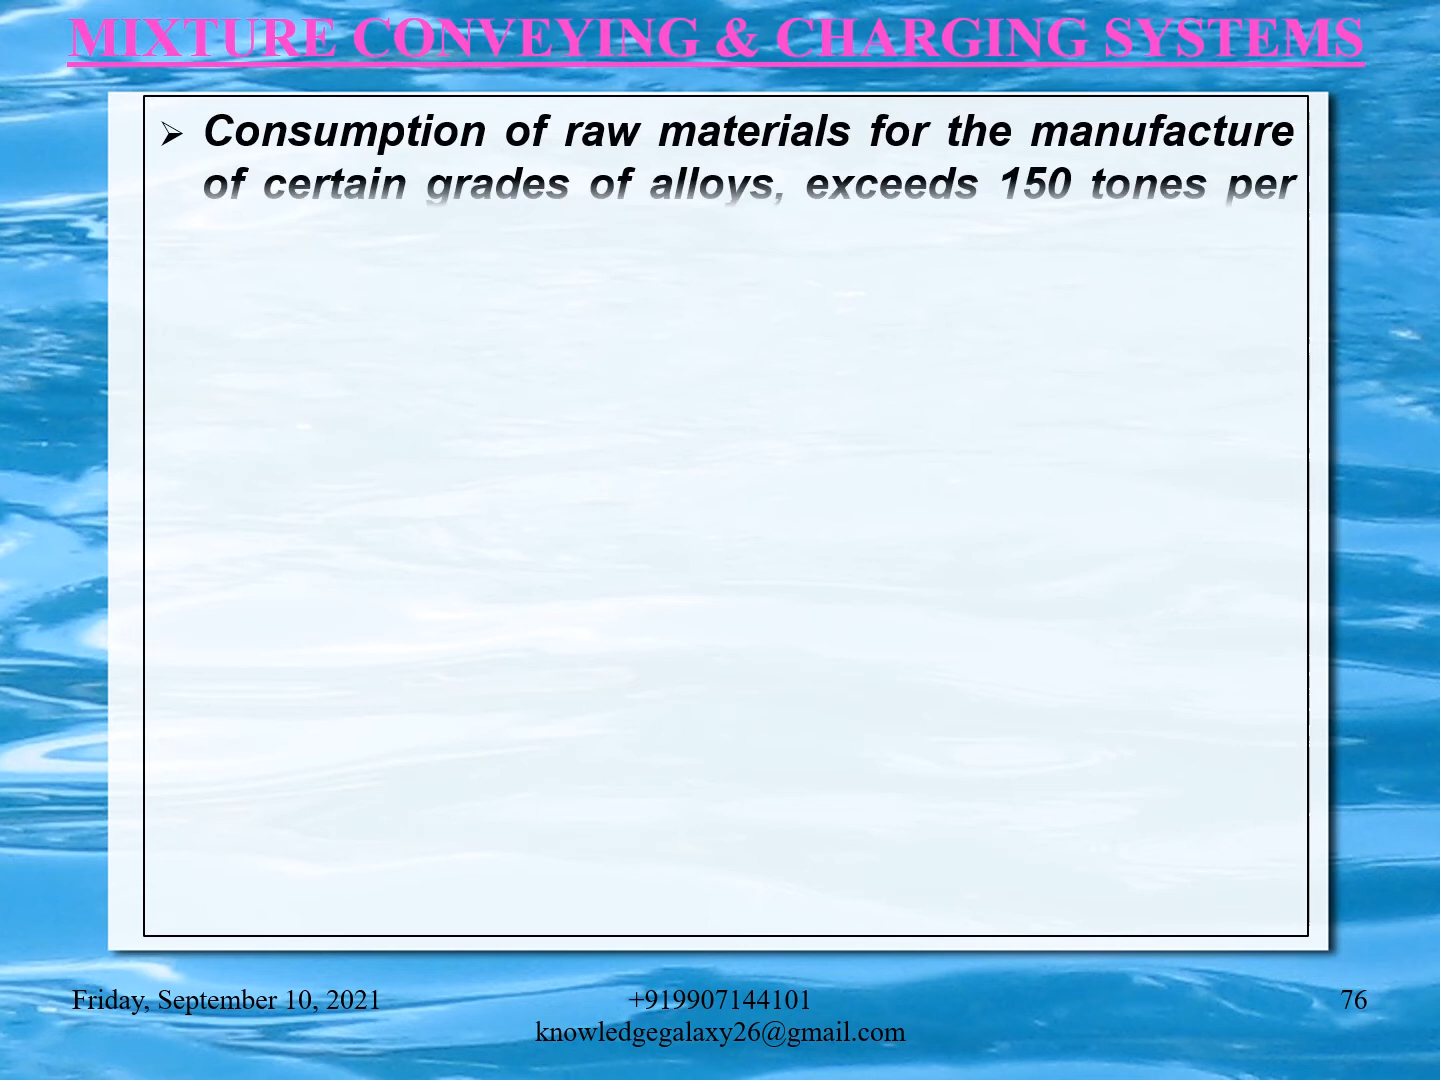 MIXTURE CONVEYING & CHARGING SYSTEMS
➢ Consumption of raw materials for the manufacture
of certain grades of alloys, exceeds 150 tones per
Friday, September 10, 2021
+919907144101
knowledgegalaxy26@gmail.com
76